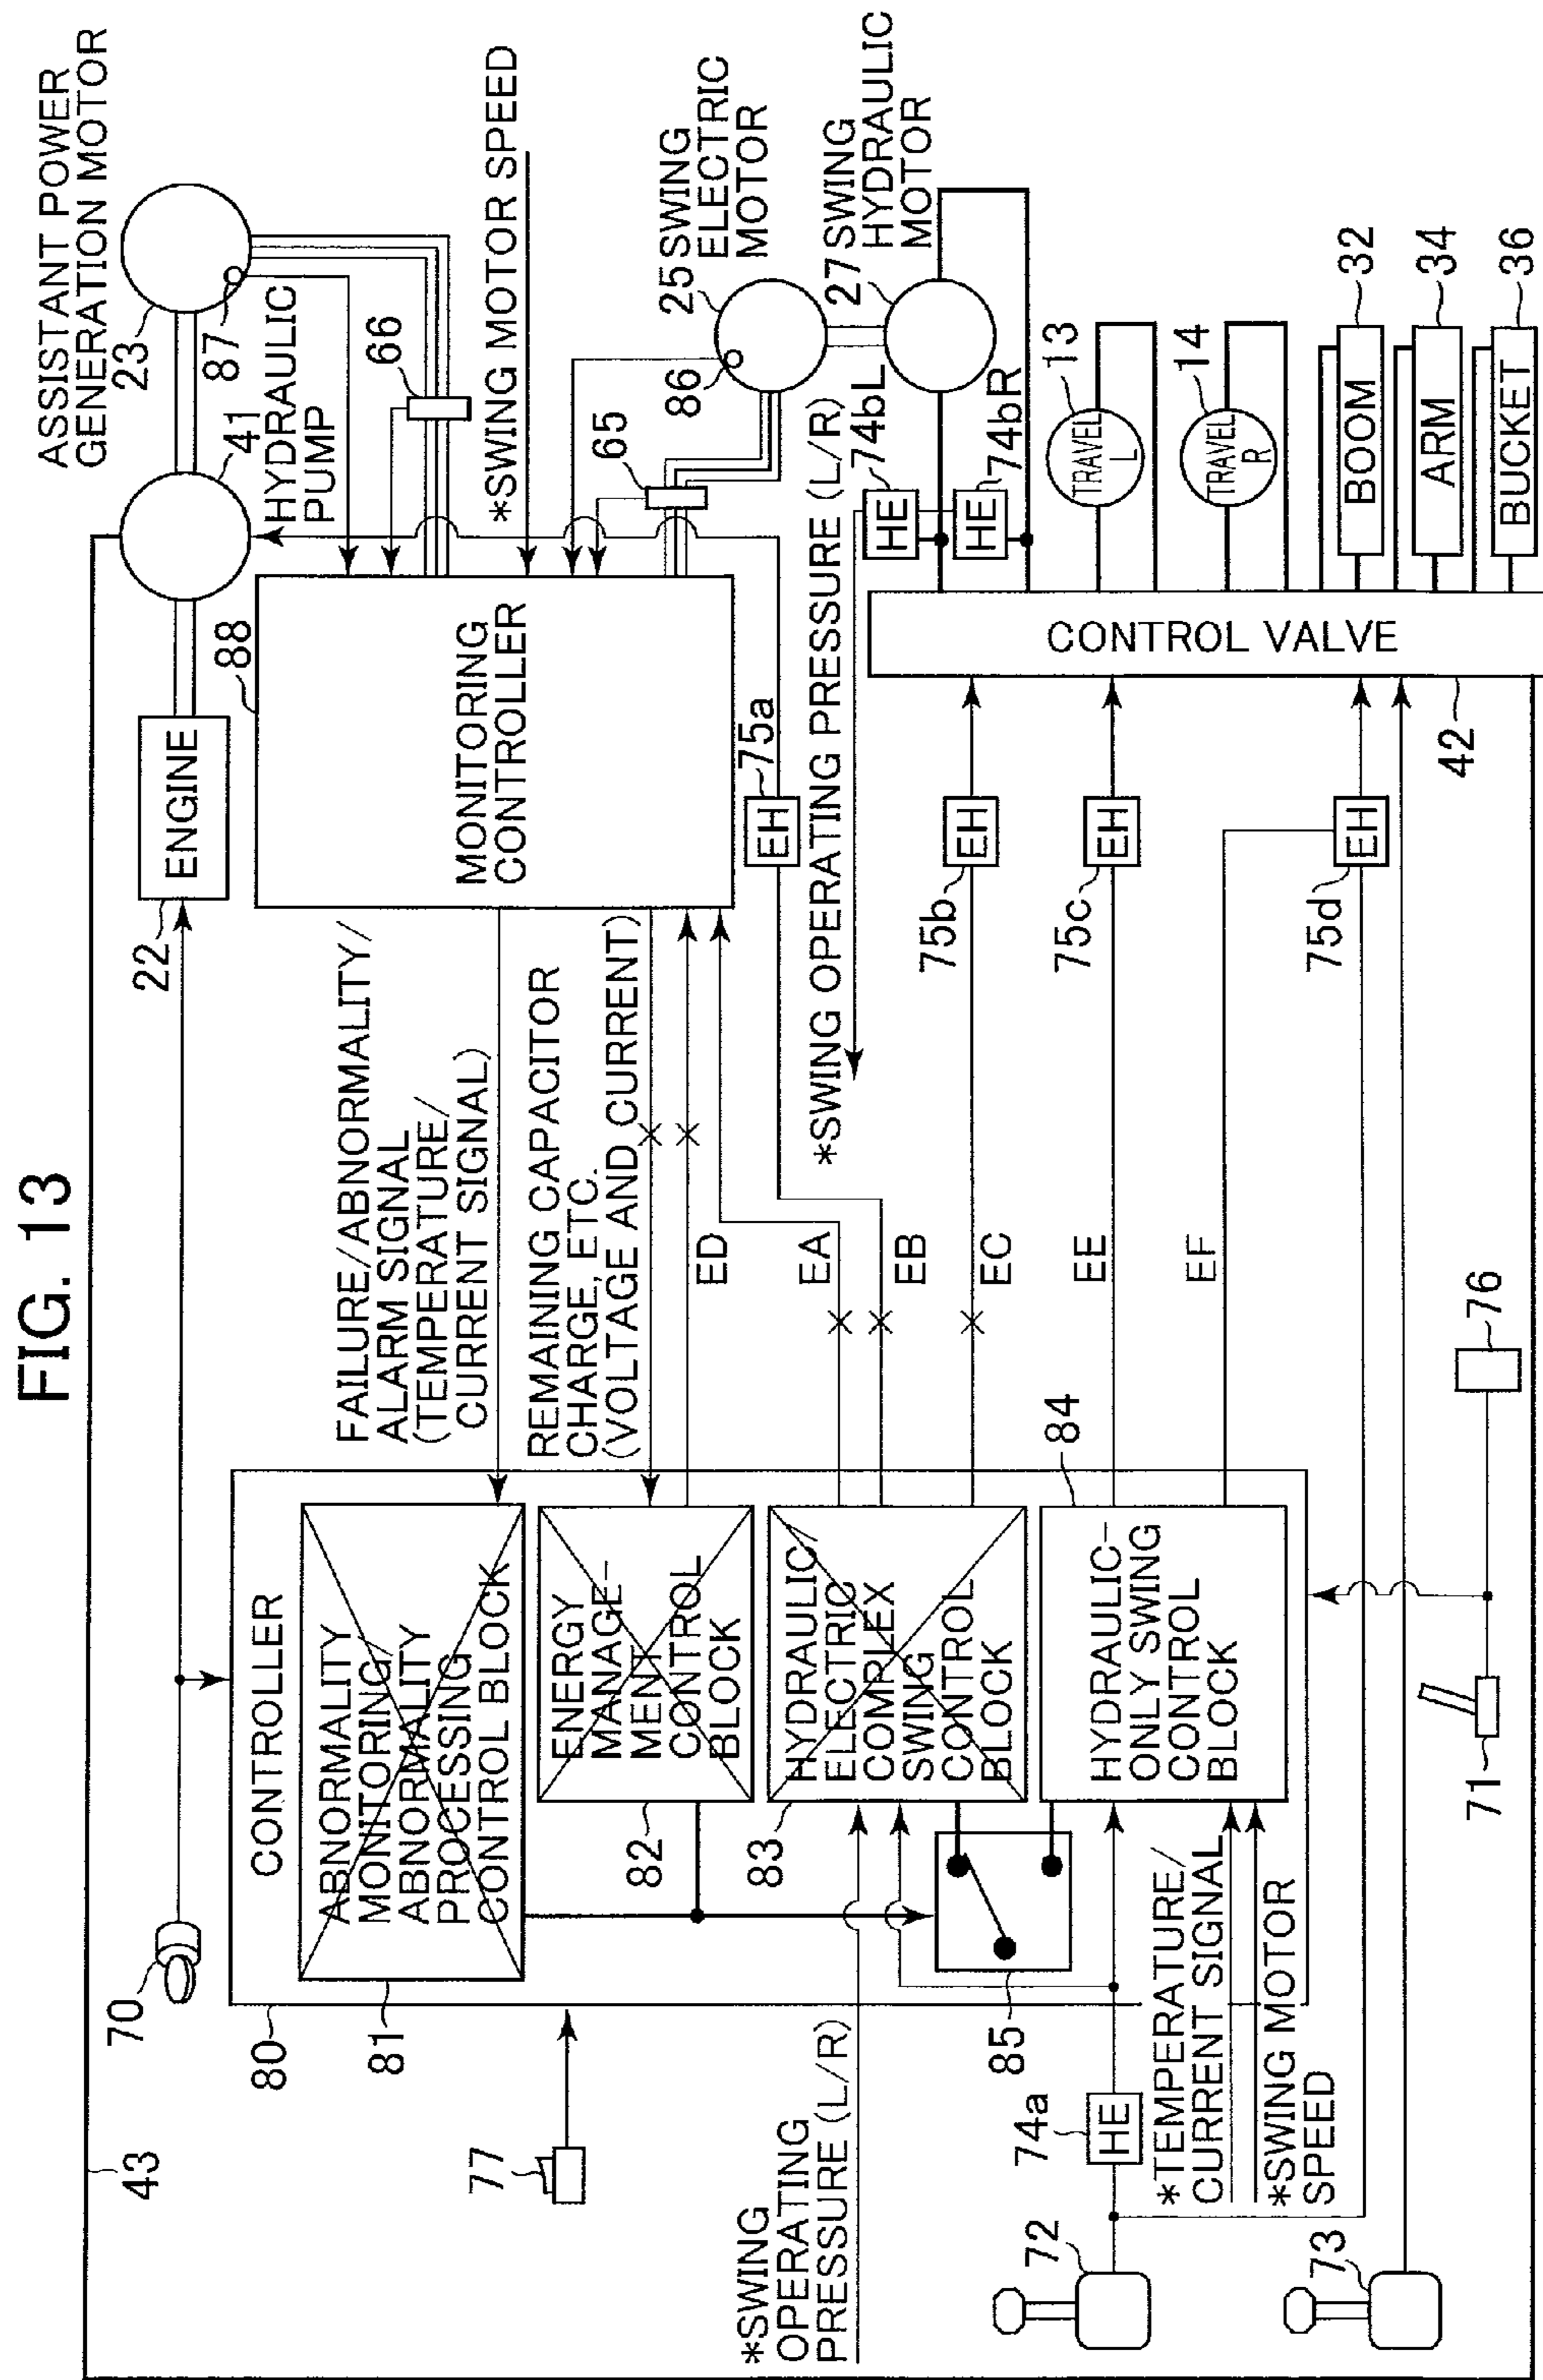 FIG. 13
ASSISTANT POWER
GENERATION MOTOR
23
87
41
HYDRAULIC
PUMP
66
*SWING MOTOR SPEED
ENGINE
22
88
MONITORING
CONTROLLER
65
86
25
SWING
ELECTRIC
MOTOR
27
SWING
HYDRAULIC
MOTOR
74bL
HE
74bR
HE
*SWING OPERATING PRESSURE (L/R)
13
TRAVEL
L
14
TRAVEL
R
BOOM
32
ARM
34
BUCKET
36
CONTROL VALVE
42
EH
75a
EH
75b
EH
75c
EH
75d
FAILURE/ABNORMALITY/
ALARM SIGNAL
(TEMPERATURE/
CURRENT SIGNAL)
REMAINING CAPACITOR
CHARGE, ETC.
(VOLTAGE AND CURRENT)
ED
EA
EB
EC
EE
EF
70
43
80
CONTROLLER
81
ABNORMALITY
MONITORING/
ABNORMALITY
PROCESSING
CONTROL BLOCK
82
ENERGY
MANAGE-
MENT
CONTROL
BLOCK
83
HYDRAULIC/
ELECTRIC
COMPLEX
SWING
CONTROL
BLOCK
84
HYDRAULIC-
ONLY SWING
CONTROL
BLOCK
85
77
*SWING
OPERATING
PRESSURE (L/R)
74a
HE
*TEMPERATURE/
CURRENT SIGNAL
*SWING MOTOR
SPEED
72
73
71
76